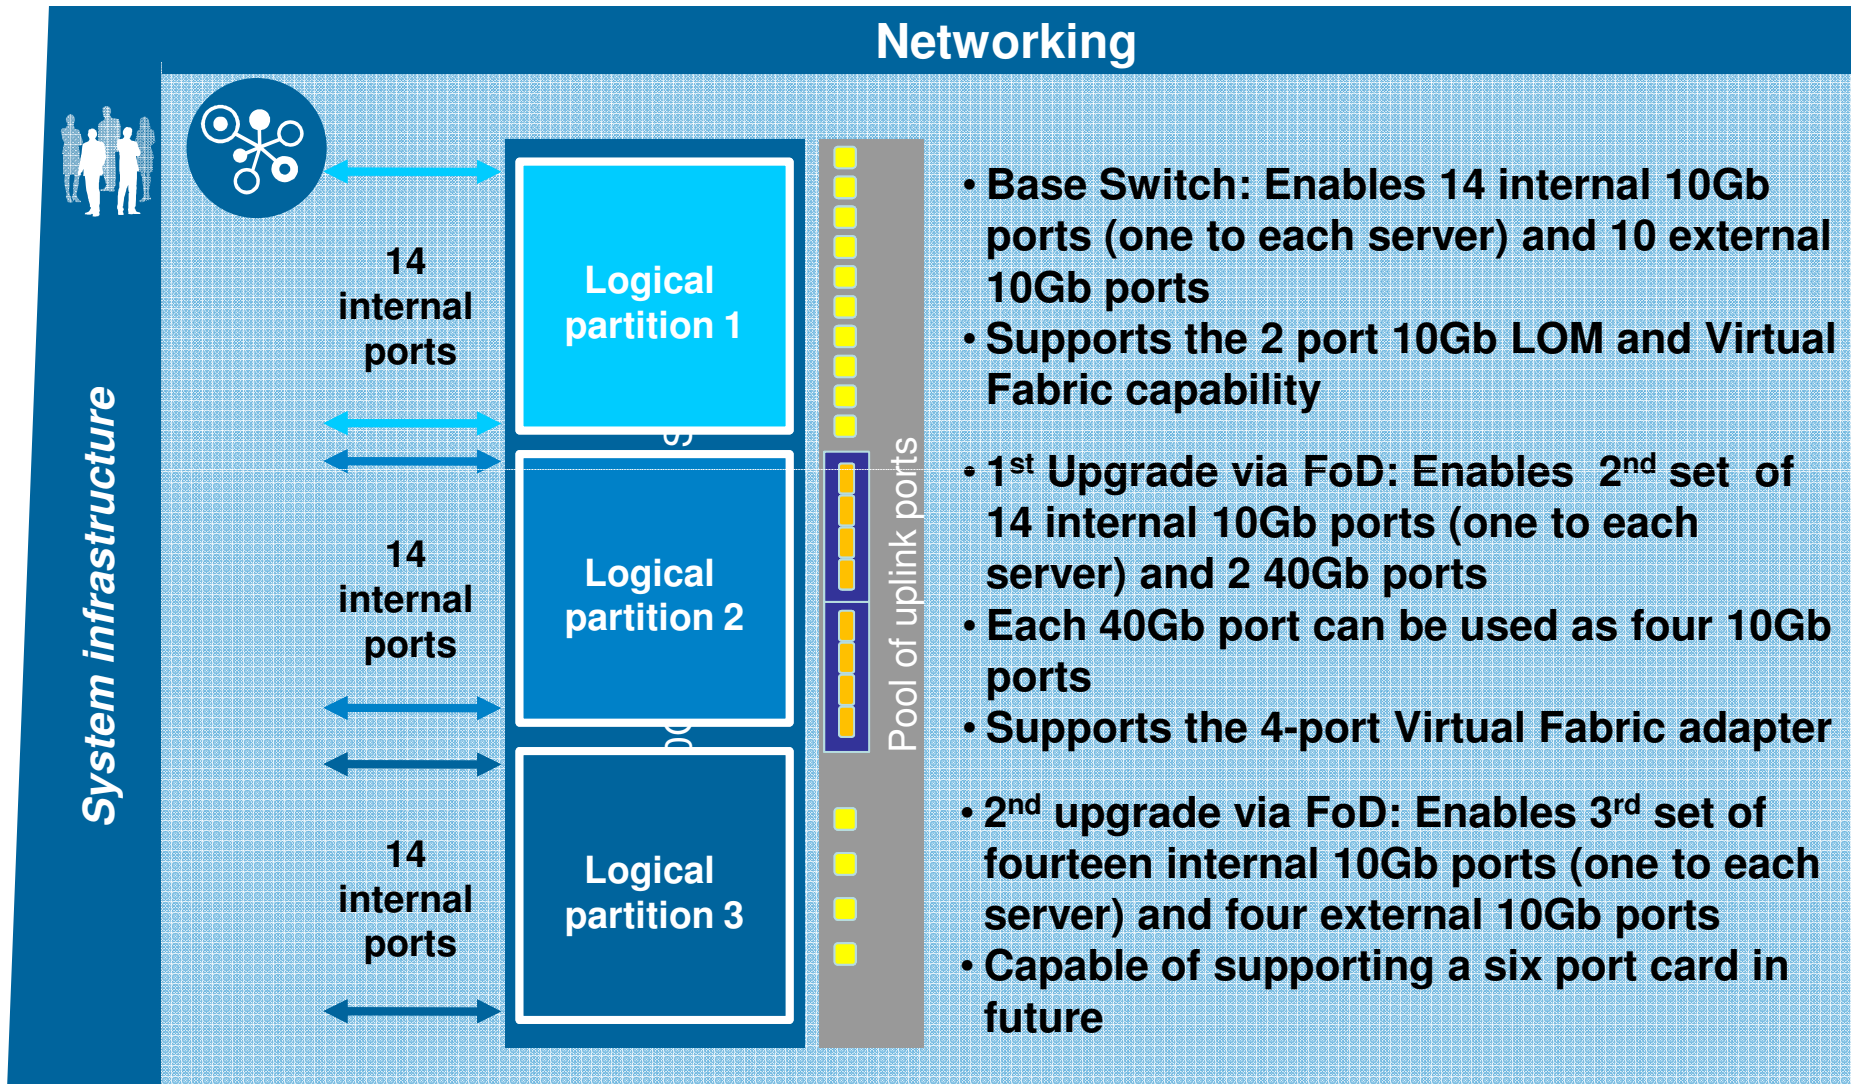 Networking
System infrastructure
14
internal
ports
Logical
partition 1
14
internal
ports
Logical
partition 2
14
internal
ports
Logical
partition 3
Pool of uplink ports
• Base Switch: Enables 14 internal 10Gb
ports (one to each server) and 10 external
10Gb ports
• Supports the 2 port 10Gb LOM and Virtual
Fabric capability
• 1st Upgrade via FoD: Enables 2nd set of
14 internal 10Gb ports (one to each
server) and 2 40Gb ports
• Each 40Gb port can be used as four 10Gb
ports
• Supports the 4-port Virtual Fabric adapter
• 2nd upgrade via FoD: Enables 3rd set of
fourteen internal 10Gb ports (one to each
server) and four external 10Gb ports
• Capable of supporting a six port card in
future